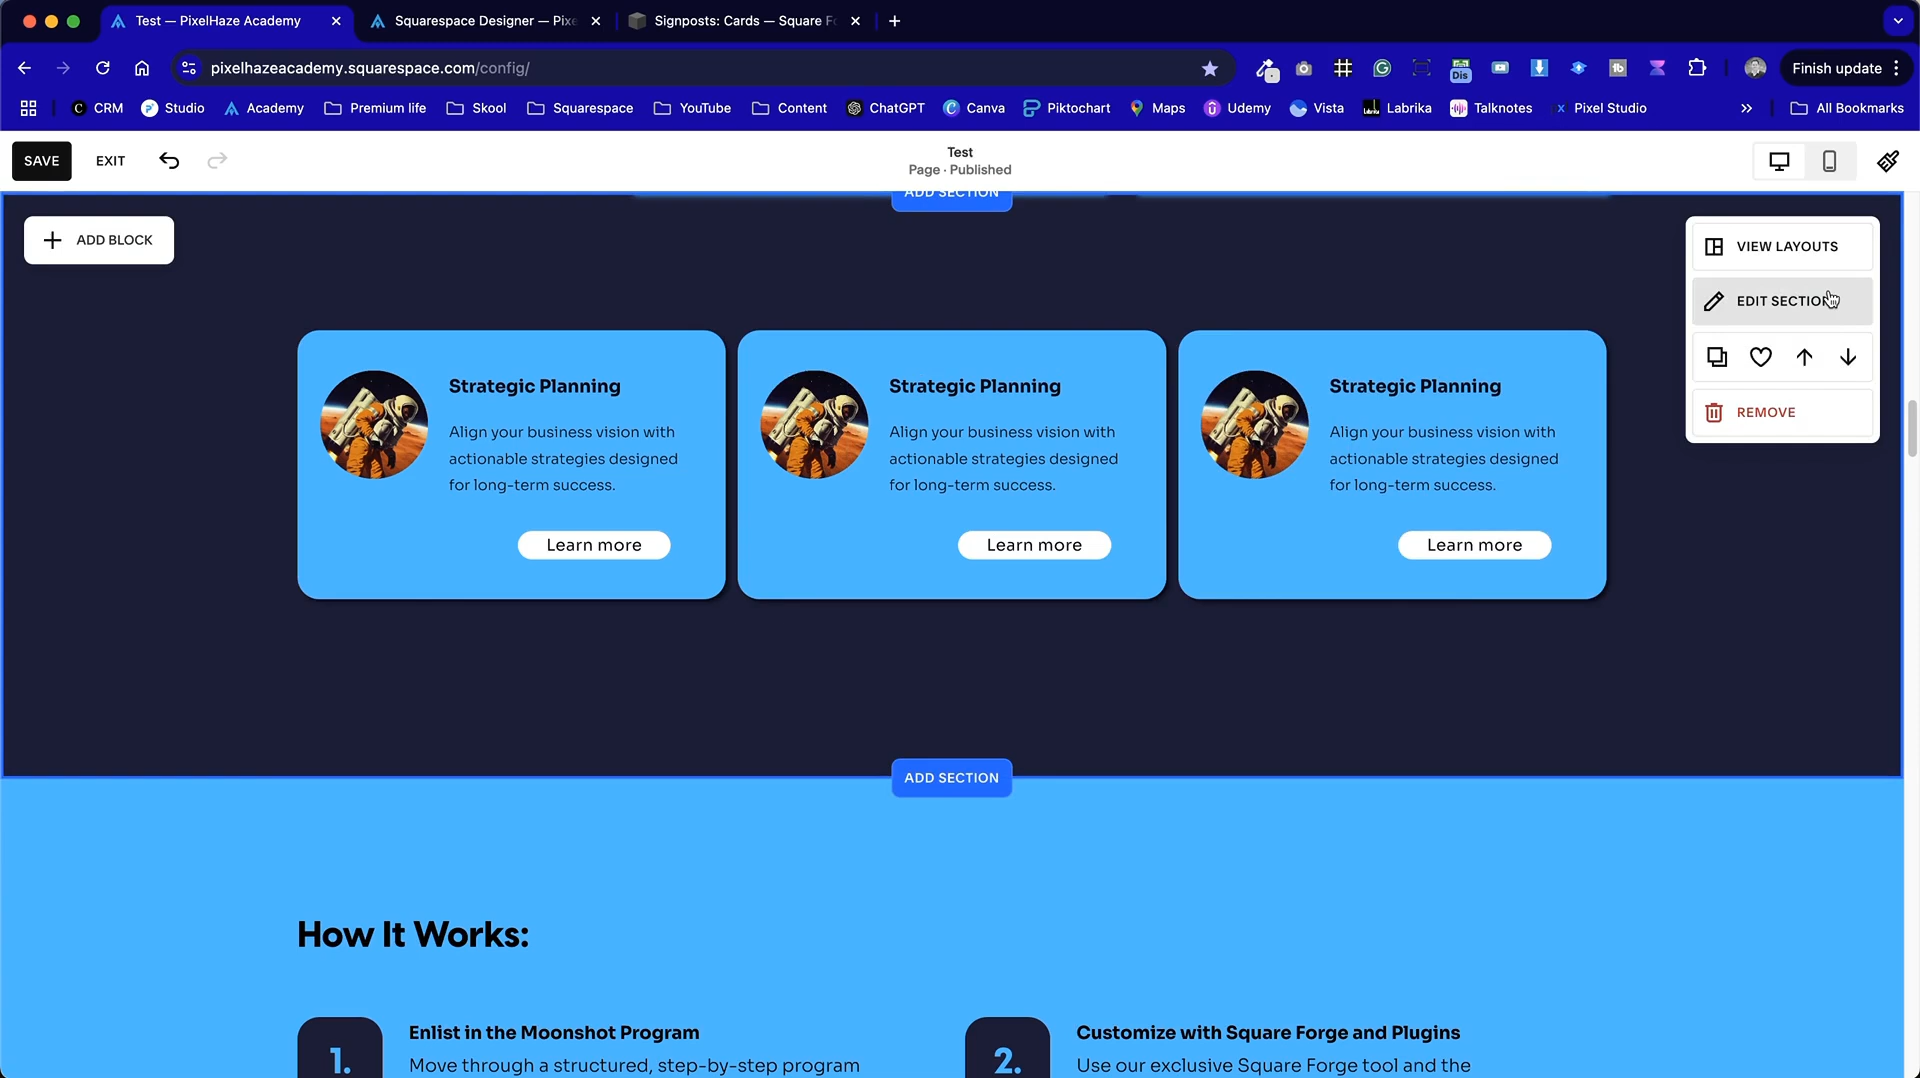 Test — PixelHaze Academy
Squarespace Designer — Pix
Signposts: Cards — Square Fo
pixelhazeacademy.squarespace.com/config/
Dis
Finish update
CRM
Studio
Academy
Premium life
Skool
Squarespace
YouTube
Content
ChatGPT
Canva
Piktochart
Maps
Udemy
Vista
Labrika
Talknotes
Pixel Studio
All Bookmarks
SAVE
EXIT
Test
Page · Published
ADD SECTION
ADD BLOCK
VIEW LAYOUTS
EDIT SECTION
REMOVE
Strategic Planning
Align your business vision with
actionable strategies designed
for long-term success.
Learn more
Strategic Planning
Align your business vision with
actionable strategies designed
for long-term success.
Learn more
Strategic Planning
Align your business vision with
actionable strategies designed
for long-term success.
Learn more
ADD SECTION
How It Works:
1.
Enlist in the Moonshot Program
Move through a structured, step-by-step program
2.
Customize with Square Forge and Plugins
Use our exclusive Square Forge tool and the